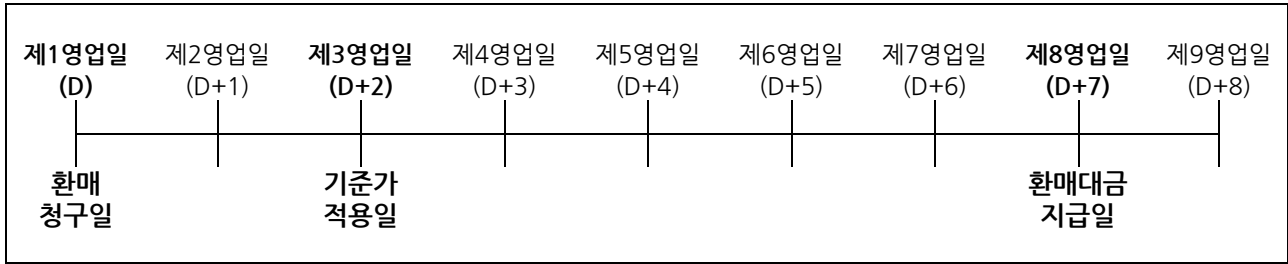 제1영업일 제2영업일 제3영업일 제4영업일 제5영업일 제6영업일 제7영업일 제8영업일 제9영업일
(D) (D+1) (D+2) (D+3) (D+4) (D+5) (D+6) (D+7) (D+8)
환매 기준가 환매대금
청구일 적용일 지급일